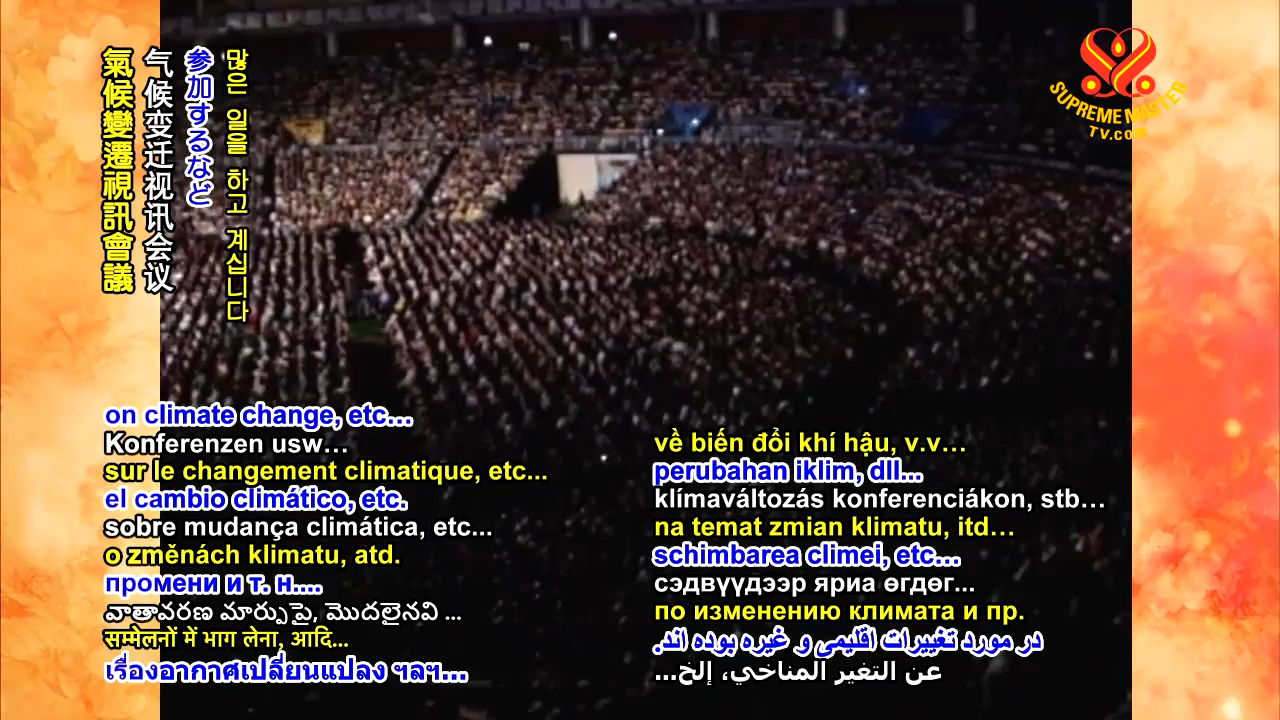 氣候變遷視訊會議
气候变迁视讯会议
参加するなど
많은 일을 하고 계십니다
SUPREME MASTER
TV.com
on climate change, etc...
Konferenzen usw...
sur le changement climatique, etc...
el cambio climático, etc.
sobre mudança climática, etc...
o změnách klimatu, atd.
промени и т. н....
వాతావరణ మార్పుపై, మొదలైనవి ...
सम्मेलनों में भाग लेना, आदि...
เรื่องอากาศเปลี่ยนแปลง ฯลฯ...
về biến đổi khí hậu, v.v...
perubahan iklim, dll...
klímaváltozás konferenciákon, stb...
na temat zmian klimatu, itd...
schimbarea climei, etc...
сэдвүүдээр яриа өгдөг...
по изменению климата и пр.
در مورد تغییرات اقلیمی و غیره بوده اند.
عن التغير المناخي، إلخ...